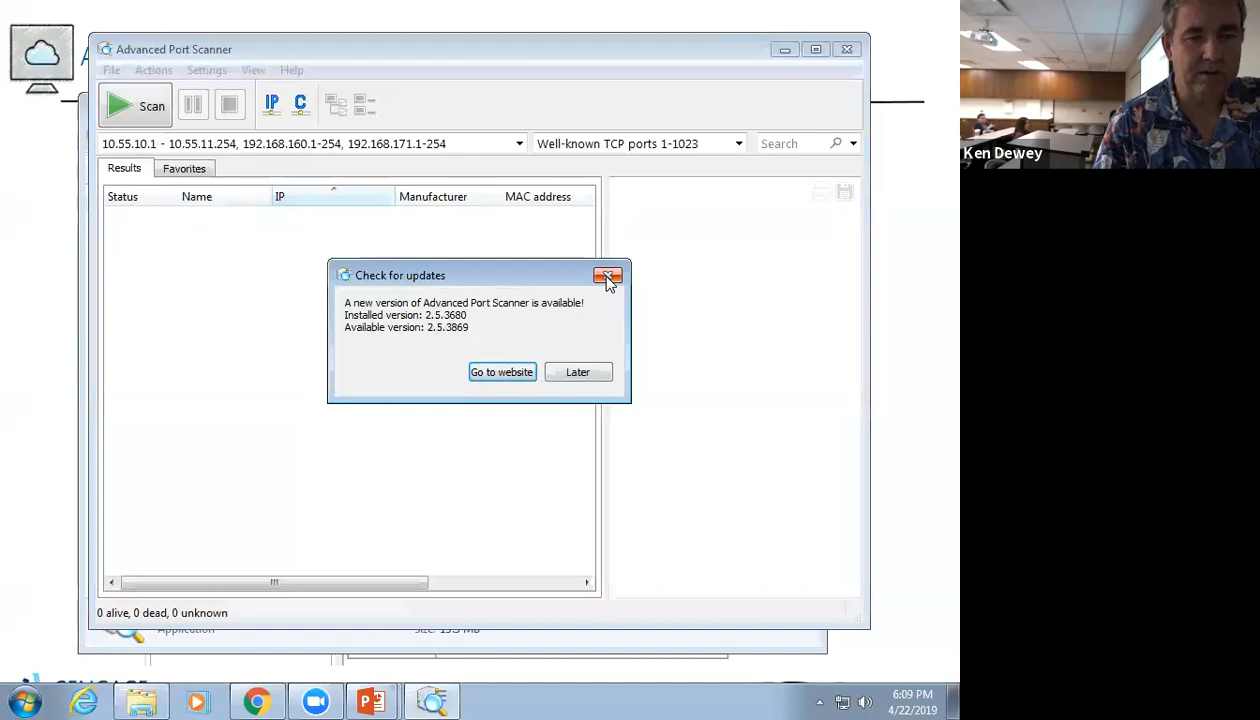 A
Advanced Port Scanner
File Actions Settings View Help
Scan
IP C
10.55.10.1 - 10.55.11.254, 192.168.160.1-254, 192.168.171.1-254
Well-known TCP ports 1-1023
Search
Results Favorites
Status Name IP Manufacturer MAC address
Check for updates
A new version of Advanced Port Scanner is available!
Installed version: 2.5.3680
Available version: 2.5.3869
Go to website Later
0 alive, 0 dead, 0 unknown
Application
Size: 15.5 MB
CENGAGE
6:09 PM
4/22/2019
Ken Dewey